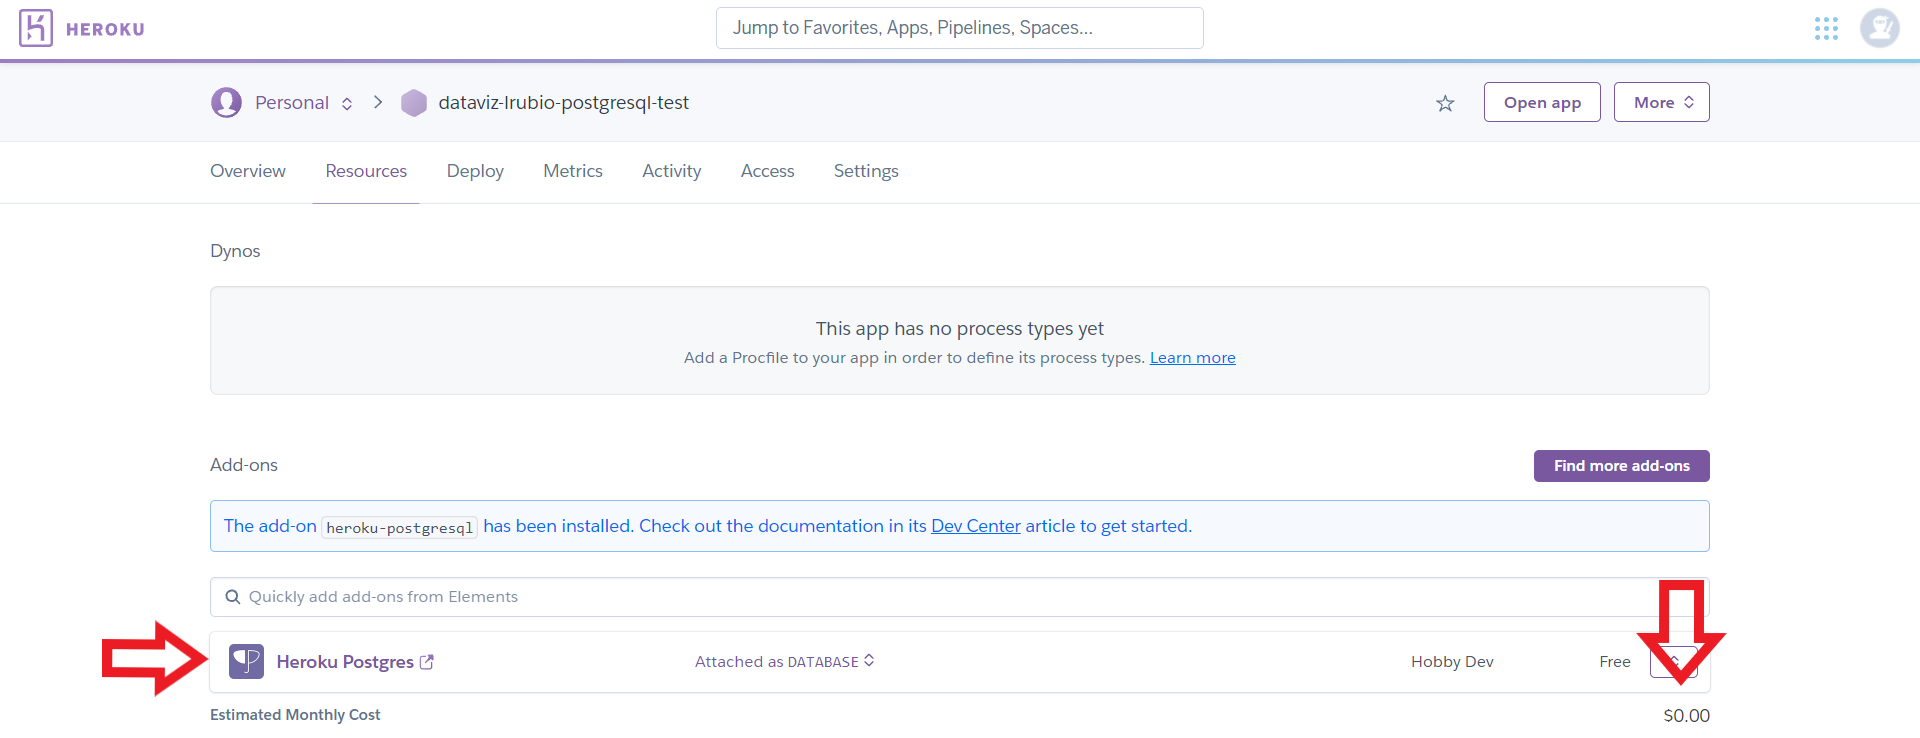 HEROKU
Jump to Favorites, Apps, Pipelines, Spaces...
Personal
dataviz-lrubio-postgresql-test
Open app
More
Overview
Resources
Deploy
Metrics
Activity
Access
Settings
Dynos
This app has no process types yet
Add a Procfile to your app in order to define its process types. Learn more
Add-ons
Find more add-ons
The add-on heroku-postgresql has been installed. Check out the documentation in its Dev Center article to get started.
Quickly add add-ons from Elements
Heroku Postgres
Attached as DATABASE
Hobby Dev
Free
Estimated Monthly Cost
$0.00